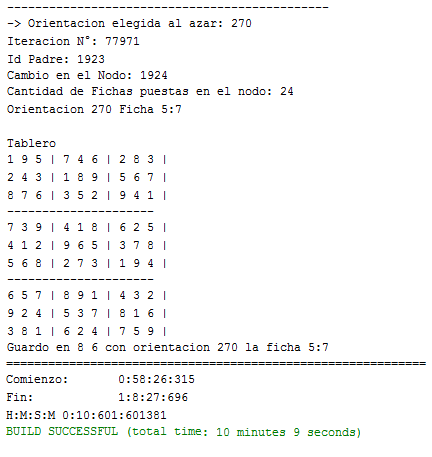 ----------------------------------------------
-> Orientacion elegida al azar: 270
Iteracion N°: 77971
Id Padre: 1923
Cambio en el Nodo: 1924
Cantidad de Fichas puestas en el nodo: 24
Orientacion 270 Ficha 5:7
Tablero
1 9 5 | 7 4 6 | 2 8 3 |
2 4 3 | 1 8 9 | 5 6 7 |
8 7 6 | 3 5 2 | 9 4 1 |
---------------------
7 3 9 | 4 1 8 | 6 2 5 |
4 1 2 | 9 6 5 | 3 7 8 |
5 6 8 | 2 7 3 | 1 9 4 |
---------------------
6 5 7 | 8 9 1 | 4 3 2 |
9 2 4 | 5 3 7 | 8 1 6 |
3 8 1 | 6 2 4 | 7 5 9 |
Guardo en 8 6 con orientacion 270 la ficha 5:7
============================================================
Comienzo: 0:58:26:315
Fin: 1:8:27:696
H:M:S:M 0:10:601:601381
BUILD SUCCESSFUL (total time: 10 minutes 9 seconds)